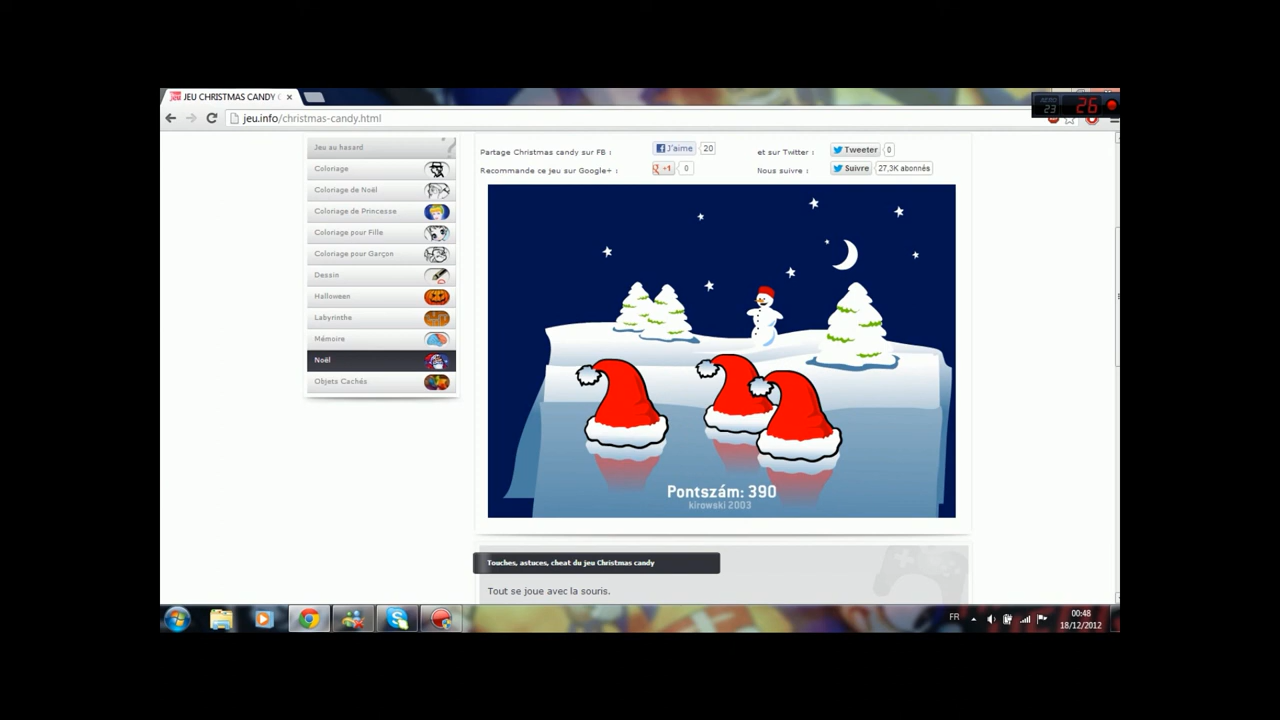 JEU CHRISTMAS CANDY
jeu.info/christmas-candy.html
23
26
Jeu au hasard
Coloriage
Coloriage de Noël
Coloriage de Princesse
Coloriage pour Fille
Coloriage pour Garçon
Dessin
Halloween
Labyrinthe
Mémoire
Noël
Objets Cachés
Partage Christmas candy sur FB :
J'aime
20
et sur Twitter :
Tweeter
0
Recommande ce jeu sur Google+ :
+1
0
Nous suivre :
Suivre
27,3K abonnés
Pontszám: 390
kirowski 2003
Touches, astuces, cheat du jeu Christmas candy
Tout se joue avec la souris.
FR
00:48
18/12/2012